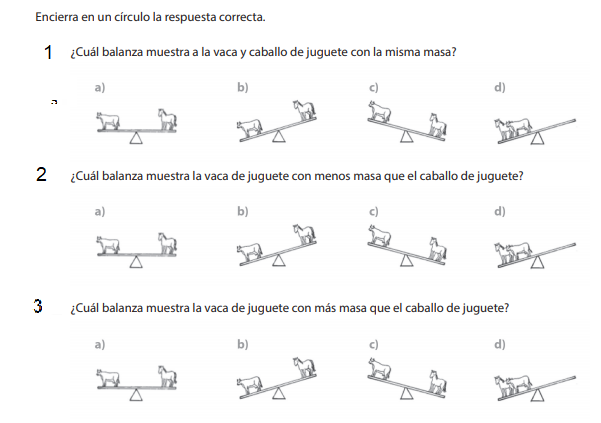 Encierra en un círculo la respuesta correcta.
1 ¿Cuál balanza muestra a la vaca y caballo de juguete con la misma masa?
a) b) c) d)
a
2 ¿Cuál balanza muestra la vaca de juguete con menos masa que el caballo de juguete?
a) b) c) d)
3 ¿Cuál balanza muestra la vaca de juguete con más masa que el caballo de juguete?
a) b) c) d)